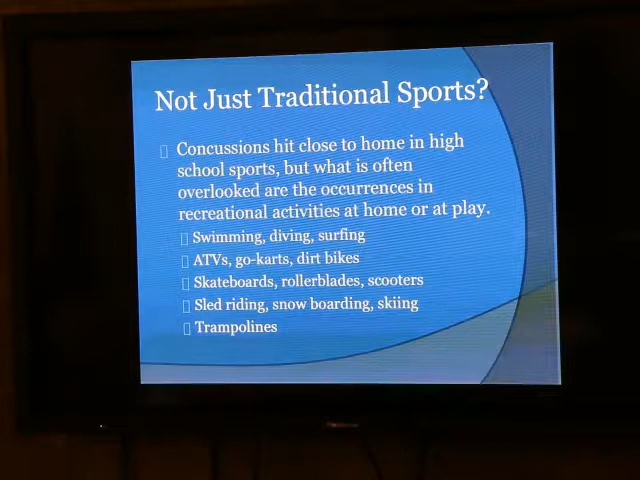 Not Just Traditional Sports?
Concussions hit close to home in high
school sports, but what is often
overlooked are the occurrences in
recreational activities at home or at play.
Swimming, diving, surfing
ATVs, go-karts, dirt bikes
Skateboards, rollerblades, scooters
Sled riding, snow boarding, skiing
Trampolines